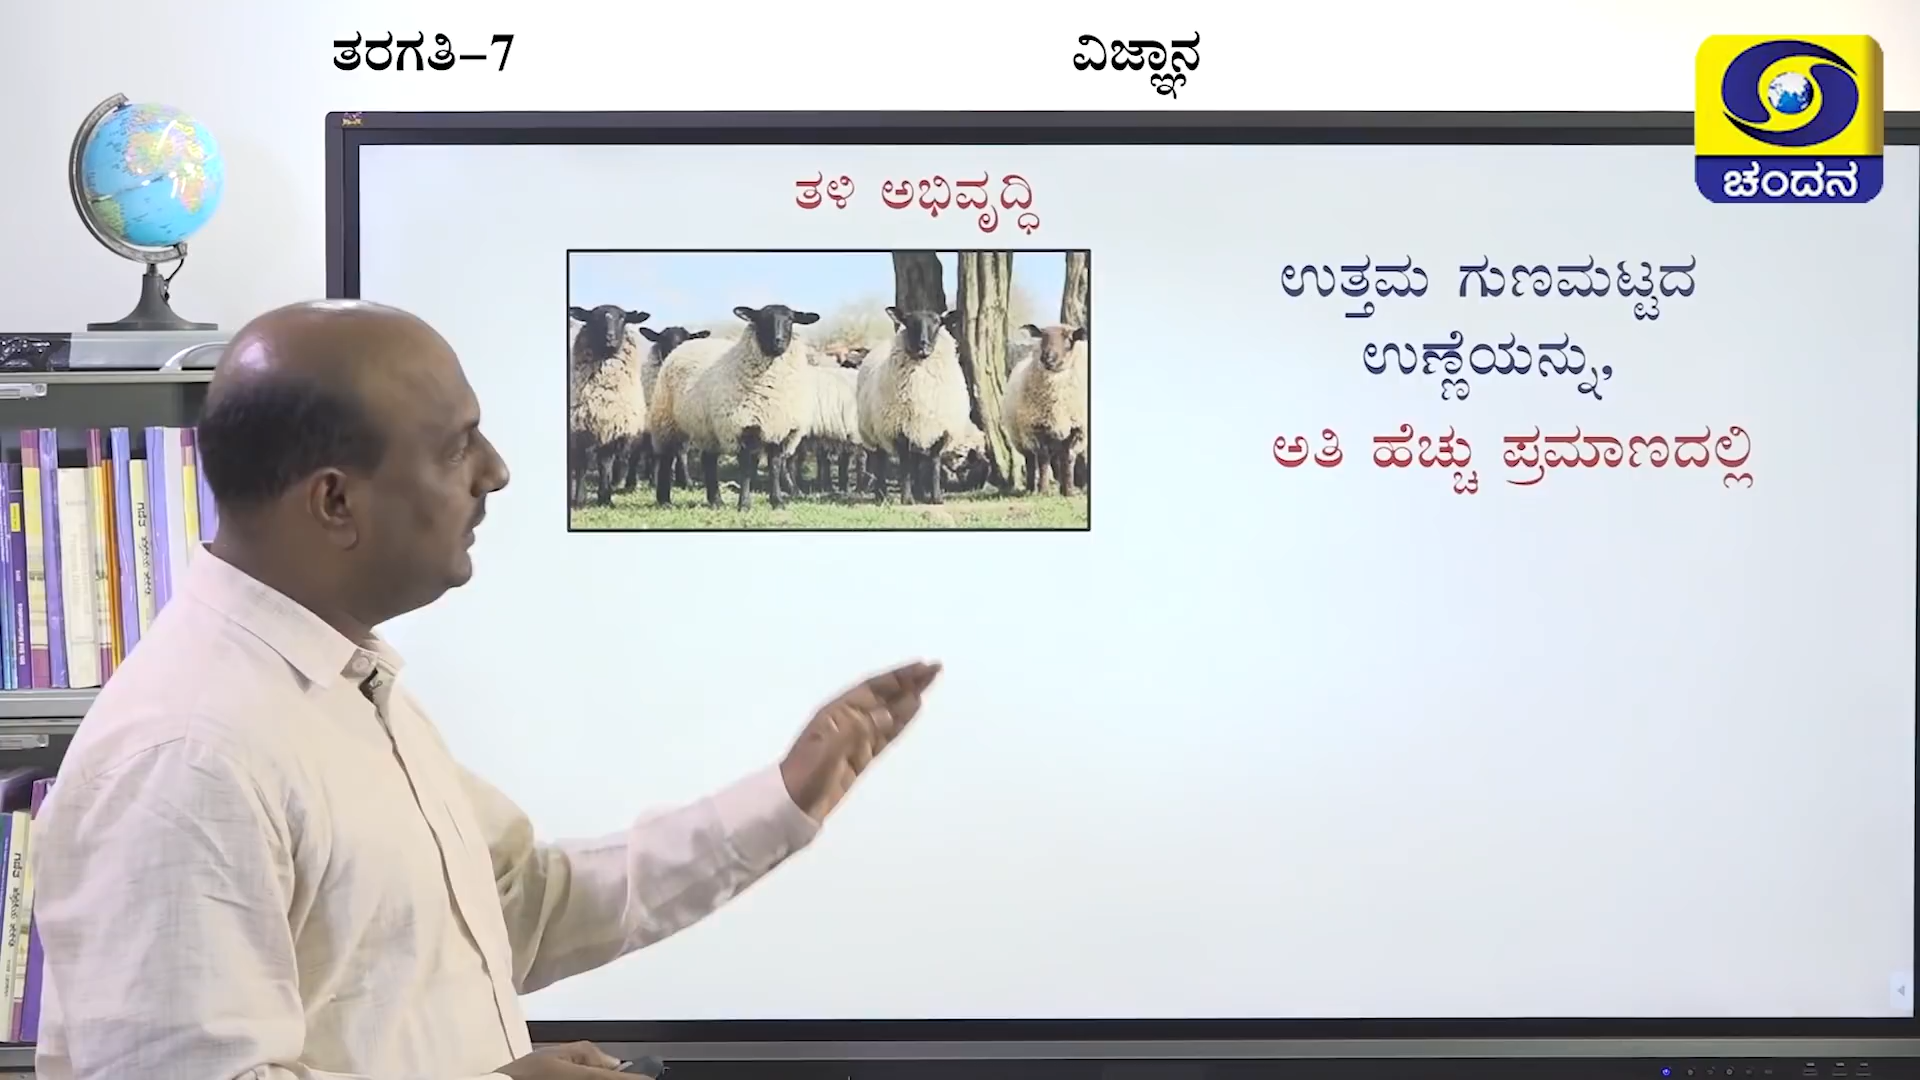 ತರಗತಿ–7
ವಿಜ್ಞಾನ
ಚಂದನ
ತಳಿ ಅಭಿವೃದ್ಧಿ
ಉತ್ತಮ ಗುಣಮಟ್ಟದ
ಉಣ್ಣೆಯನ್ನು,
ಅತಿ ಹೆಚ್ಚು ಪ್ರಮಾಣದಲ್ಲಿ